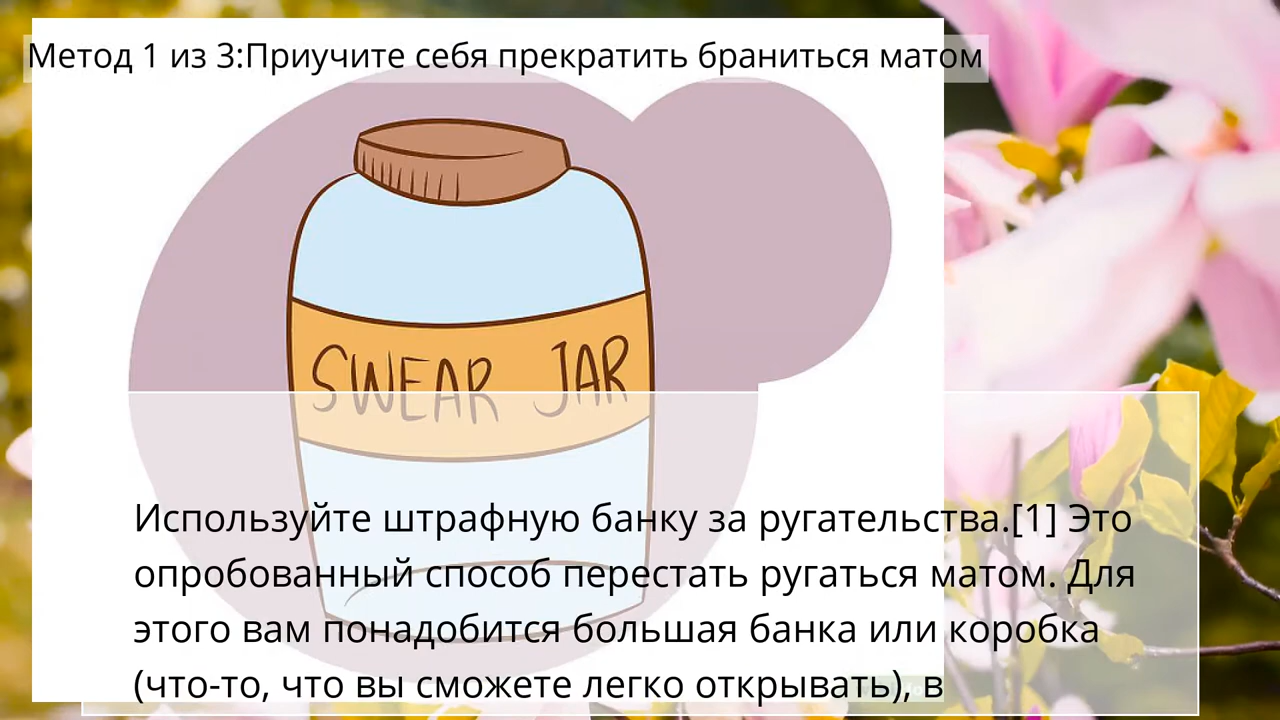 Метод 1 из 3:Приучите себя прекратить браниться матом
SWEAR JAR
Используйте штрафную банку за ругательства.[1] Это
опробованный способ перестать ругаться матом. Для
этого вам понадобится большая банка или коробка
(что-то, что вы сможете легко открывать), в